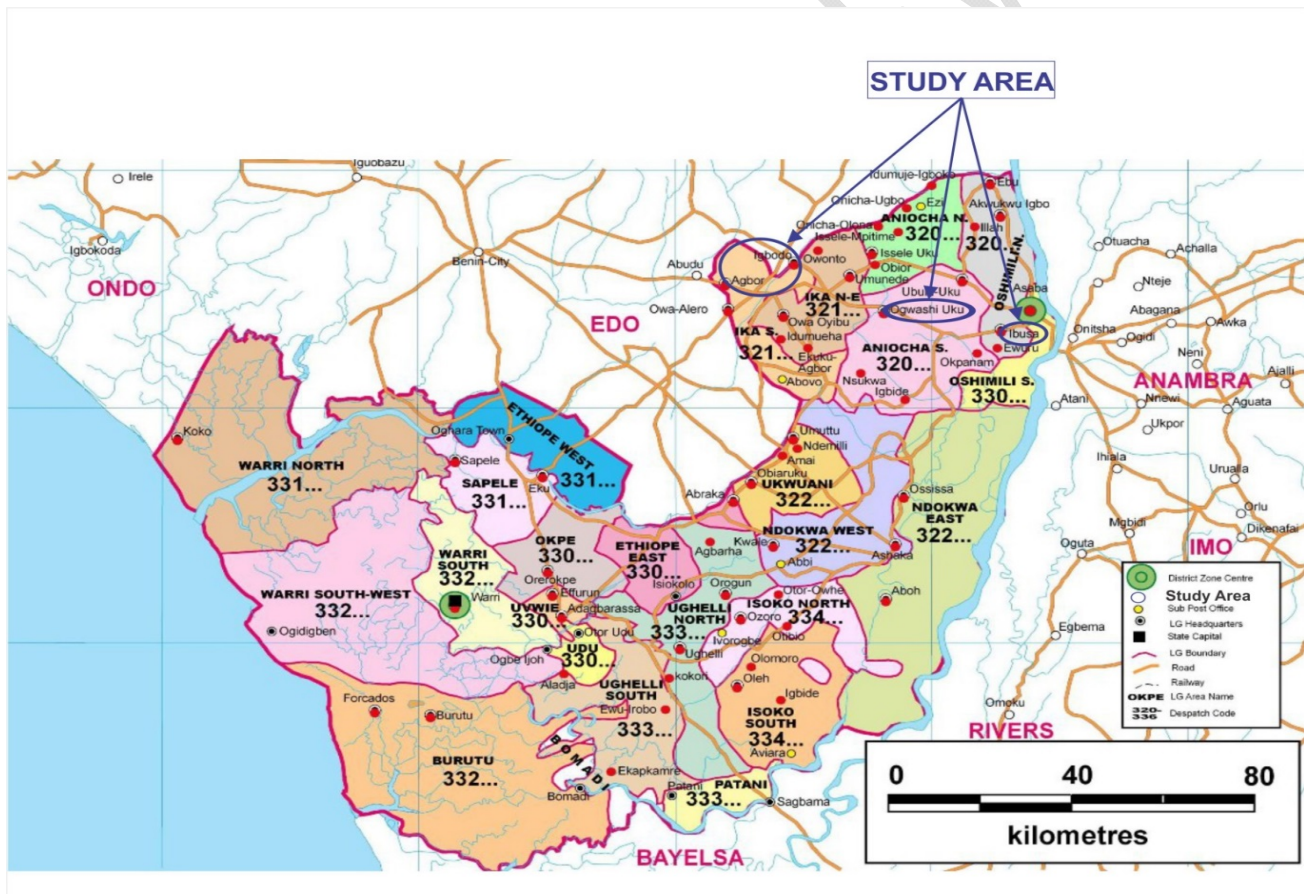 STUDY AREA
Iguobazu
Irele
Idumuje-Igboko
Ebu
Onicha-Ugbo
Ezi
Akwukwu Igbo
Onicha-Olona
ANIOCHA N.
320...
Illah
320...
Issele-Mpitime
Igbokoda
Benin-City
Igbodo
Owonto
Issele Uku
Obior
OSHIMILI N.
Otuacha
Achalla
Abudu
Agbor
Umunede
Ubulu-Uku
Asaba
Nteje
ONDO
EDO
Owa-Alero
IKA N-E
321...
Ogwashi Uku
Abagana
Awka
Owa Oyibu
Ibusa
Onitsha
Ogidi
IKA S.
321...
Idumueha
Ekuku-Agbor
ANIOCHA S.
320...
Okpanam
Ewuru
Neni
Abovo
Nsukwa
Igbide
OSHIMILI S.
330...
ANAMBRA
Ajalli
Atani
Nnewi
Aguata
Ukpor
Koko
Oghara Town
ETHIOPE WEST
331...
Umuttu
Ndemilli
Amai
WARRI NORTH
331...
Sapele
SAPELE
331...
Eku
Obiaruku
UKWUANI
322...
Ihiala
Urualla
Abraka
Ossissa
NDOKWA EAST
322...
Orlu
NDOKWA WEST
322...
Mgbidi
Dikenafai
OKPE
330...
ETHIOPE EAST
330...
Agbarha
Kwale
Abbi
Ashaka
Oguta
IMO
WARRI SOUTH
332...
Orerokpe
Isiokolo
Orogun
Otor-Owhe
WARRI SOUTH-WEST
332...
Warri
Effurun
UVWIE
330...
Adagbarassa
UGHELLI NORTH
333...
ISOKO NORTH
334...
Aboh
Ozoro
Otibio
Ogidigben
Otor Udu
Ivorogbe
Egbema
Ogbe Ijoh
UDU
330...
Ughelli
Olomoro
Aladja
UGHELLI SOUTH
333...
kokori
Oleh
Igbide
Forcados
Burutu
Ewu-Irobo
ISOKO SOUTH
334...
Omoku
RIVERS
Aviara
BURUTU
332...
BOMADI
Ekapkamre
Bomadi
Patani
PATANI
333...
Sagbama
BAYELSA
District Zone Centre
Study Area
Sub Post Office
LG Headquarters
State Capital
LG Boundary
Road
Railway
OKPE LG Area Name
320-336 Despatch Code
0 40 80
kilometres